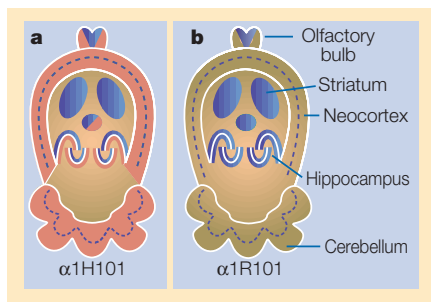 a
b
Olfactory
bulb
Striatum
Neocortex
Hippocampus
Cerebellum
α1H101
α1R101